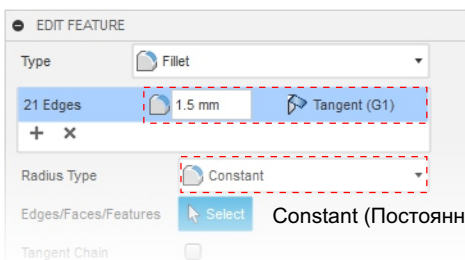 EDIT FEATURE
Type Fillet
21 Edges 1.5 mm Tangent (G1)
Radius Type Constant
Edges/Faces/Features Select Constant (Постоянн
Tangent Chain